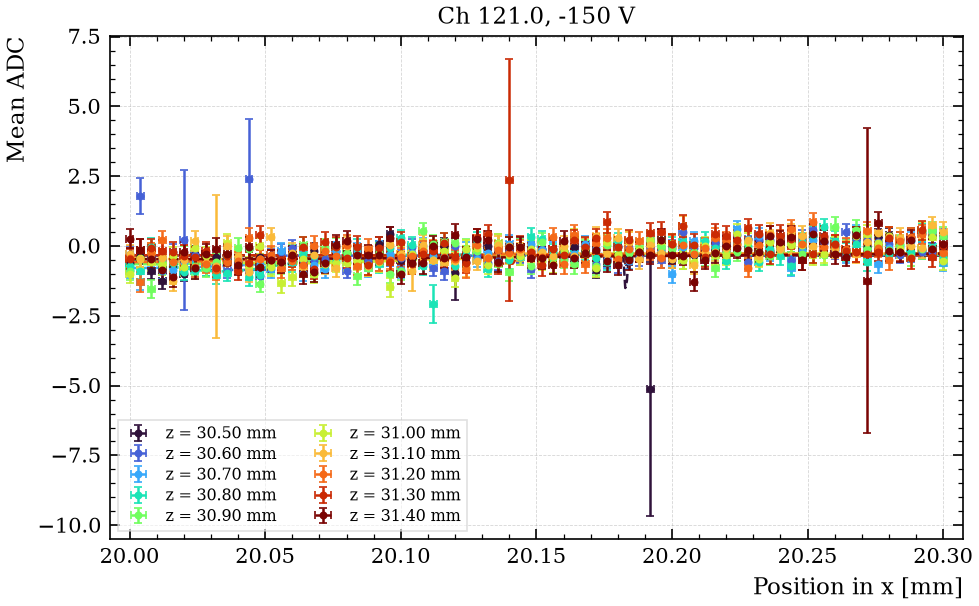 Ch 121.0, -150 V
Mean ADC
7.5
5.0
2.5
0.0
−2.5
−5.0
−7.5
−10.0
z = 30.50 mm
z = 30.60 mm
z = 30.70 mm
z = 30.80 mm
z = 30.90 mm
z = 31.00 mm
z = 31.10 mm
z = 31.20 mm
z = 31.30 mm
z = 31.40 mm
20.00 20.05 20.10 20.15 20.20 20.25 20.30
Position in x [mm]